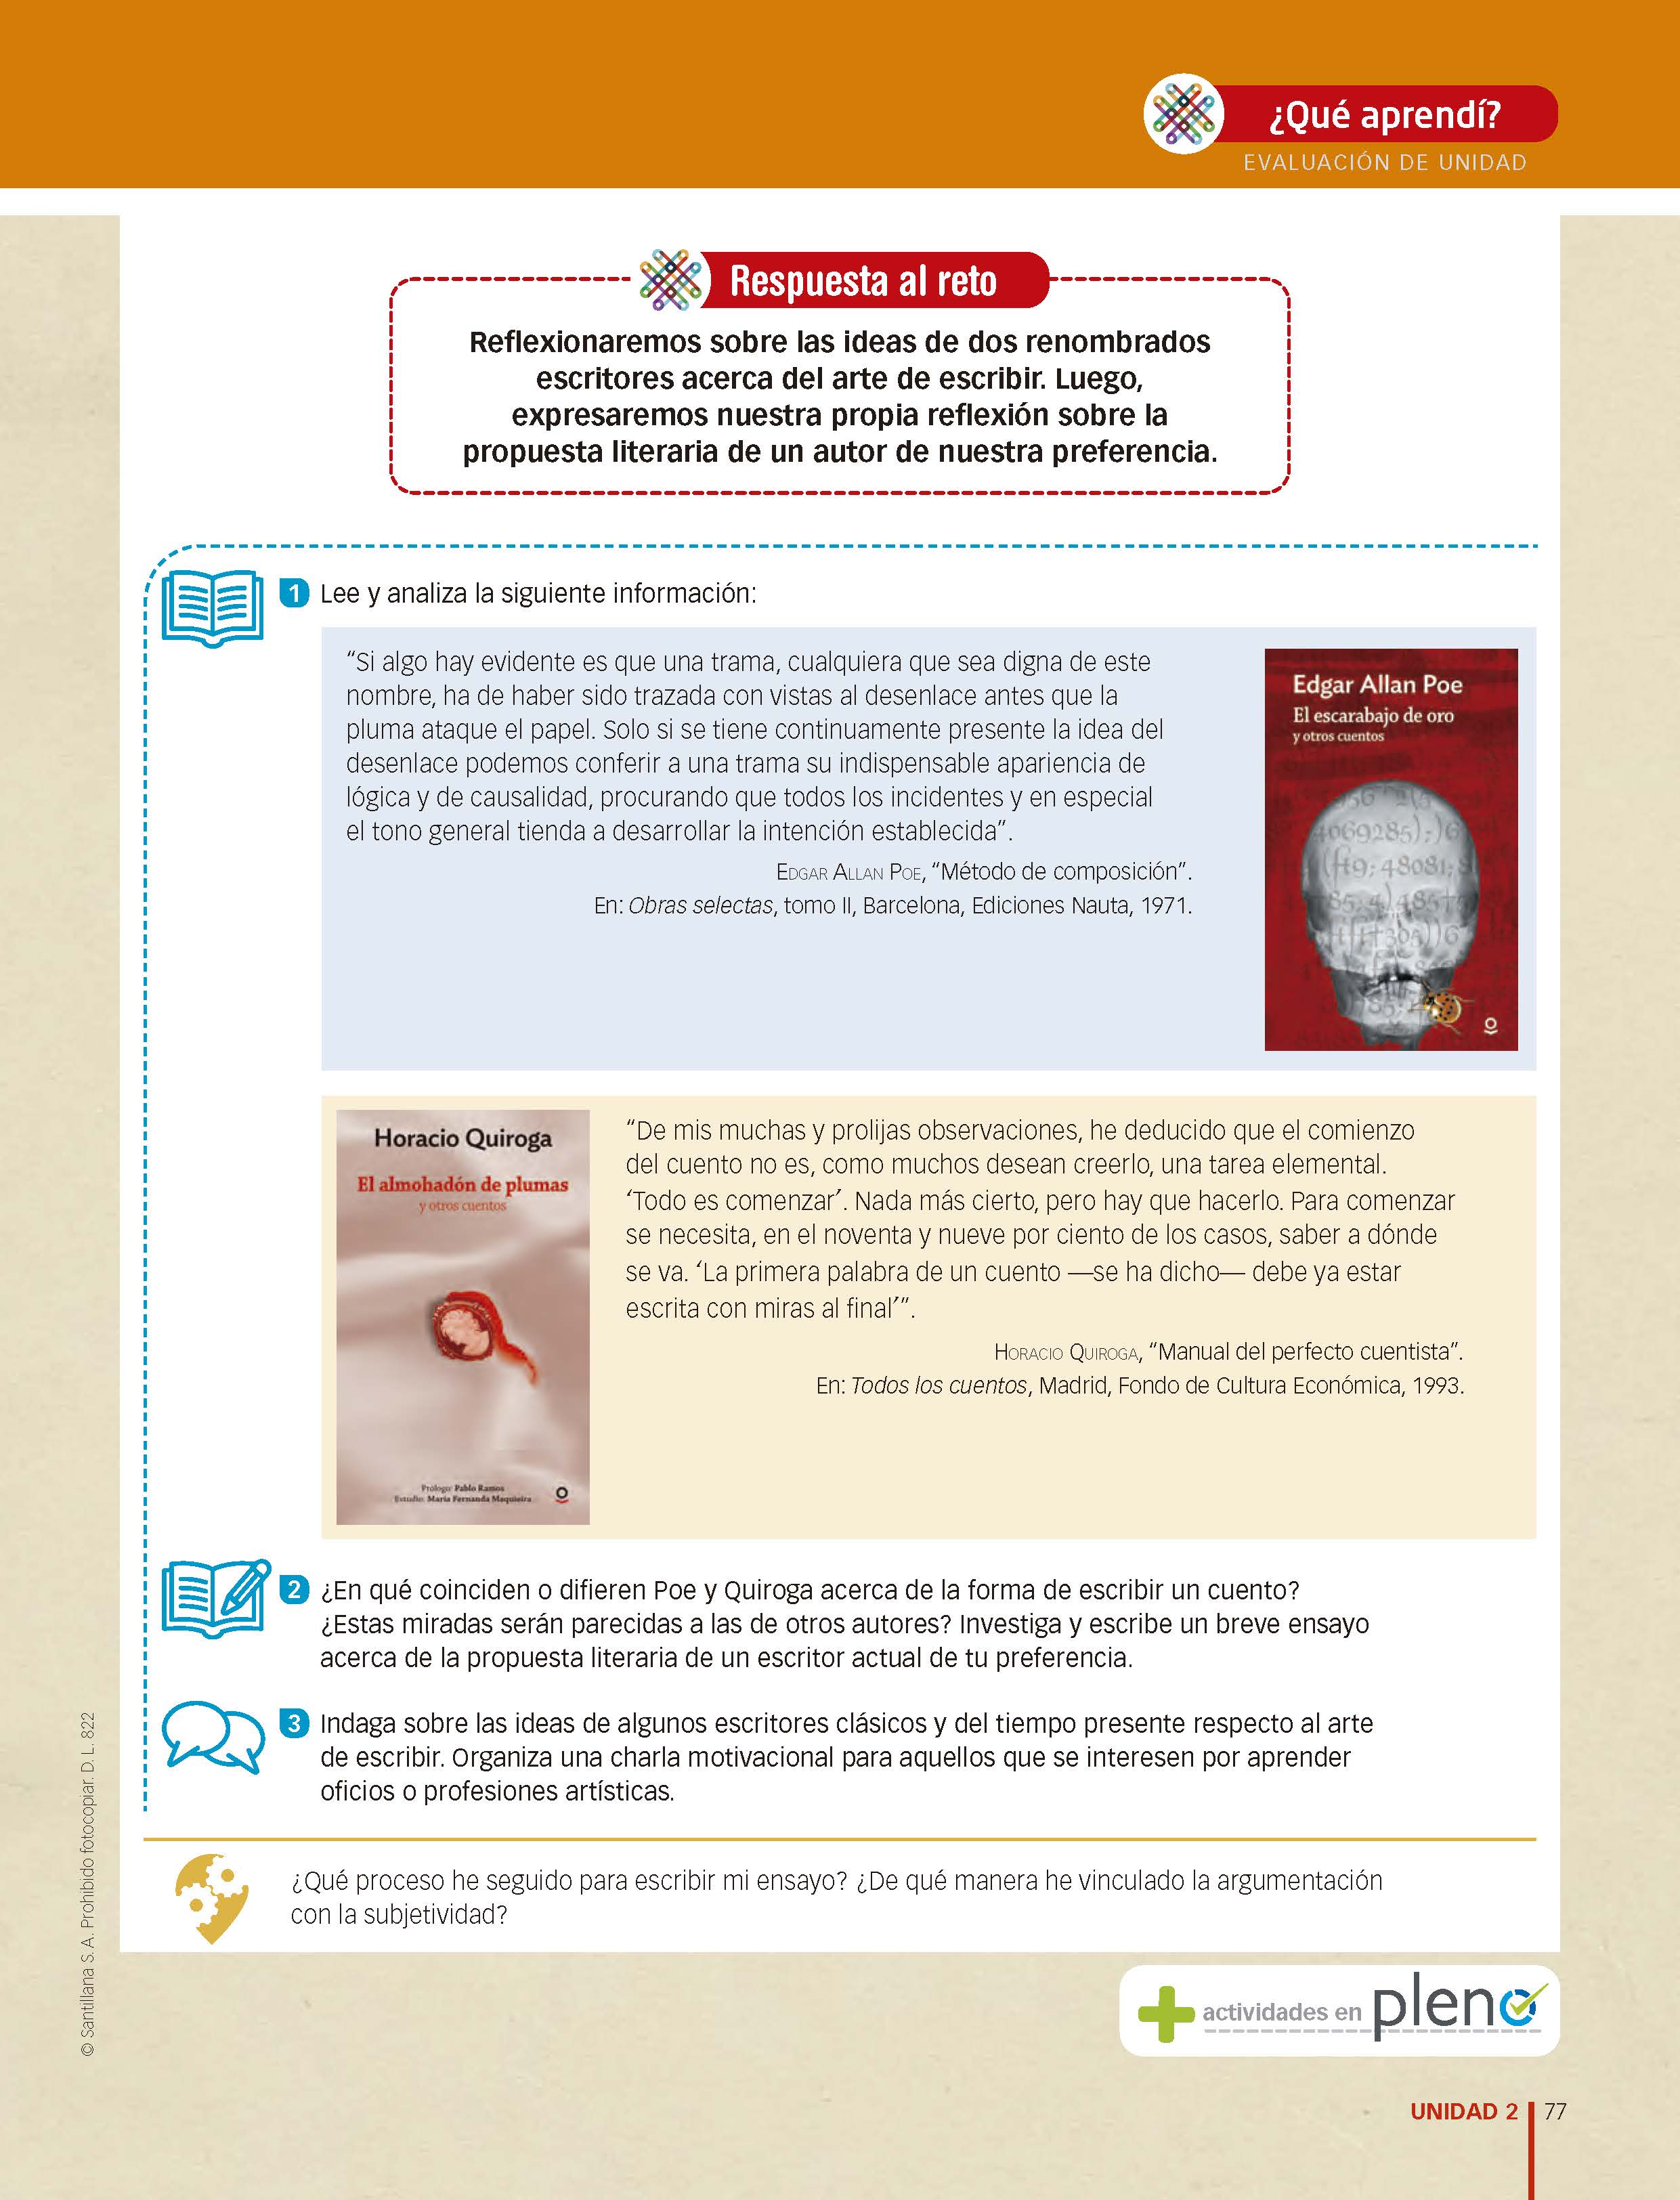 ¿Qué aprendí?
EVALUACIÓN DE UNIDAD
Respuesta al reto
Reflexionaremos sobre las ideas de dos renombrados
escritores acerca del arte de escribir. Luego,
expresaremos nuestra propia reflexión sobre la
propuesta literaria de un autor de nuestra preferencia.
1 Lee y analiza la siguiente información:
“Si algo hay evidente es que una trama, cualquiera que sea digna de este
nombre, ha de haber sido trazada con vistas al desenlace antes que la
pluma ataque el papel. Solo si se tiene continuamente presente la idea del
desenlace podemos conferir a una trama su indispensable apariencia de
lógica y de causalidad, procurando que todos los incidentes y en especial
el tono general tienda a desarrollar la intención establecida”.
EDGAR ALLAN POE, “Método de composición”.
En: Obras selectas, tomo II, Barcelona, Ediciones Nauta, 1971.
Edgar Allan Poe
El escarabajo de oro
y otros cuentos
Horacio Quiroga
El almohadón de plumas
y otros cuentos
Prólogo: Pablo Ramos
Estudio: María Fernanda Maquieira
“De mis muchas y prolijas observaciones, he deducido que el comienzo
del cuento no es, como muchos desean creerlo, una tarea elemental.
‘Todo es comenzar’. Nada más cierto, pero hay que hacerlo. Para comenzar
se necesita, en el noventa y nueve por ciento de los casos, saber a dónde
se va. ‘La primera palabra de un cuento —se ha dicho— debe ya estar
escrita con miras al final’”.
HORACIO QUIROGA, “Manual del perfecto cuentista”.
En: Todos los cuentos, Madrid, Fondo de Cultura Económica, 1993.
2 ¿En qué coinciden o difieren Poe y Quiroga acerca de la forma de escribir un cuento?
¿Estas miradas serán parecidas a las de otros autores? Investiga y escribe un breve ensayo
acerca de la propuesta literaria de un escritor actual de tu preferencia.
3 Indaga sobre las ideas de algunos escritores clásicos y del tiempo presente respecto al arte
de escribir. Organiza una charla motivacional para aquellos que se interesen por aprender
oficios o profesiones artísticas.
¿Qué proceso he seguido para escribir mi ensayo? ¿De qué manera he vinculado la argumentación
con la subjetividad?
© Santillana S. A. Prohibido fotocopiar. D. L. 822
actividades en pleno
UNIDAD 2 77